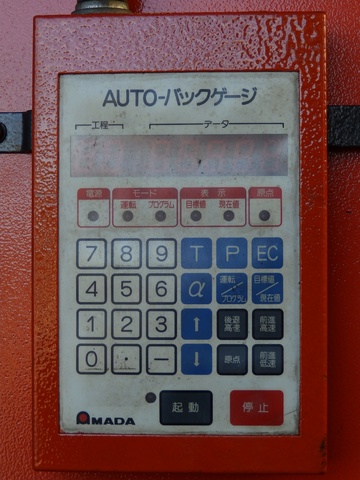 AUTO-バックゲージ
工程 データ
電源 モード 表示 原点
運転 プログラム 目標値 現在値
7 8 9 T P EC
4 5 6 α 運転/プログラム 目標値/現在値
1 2 3 ↑ 後退高速 前進高速
0 · − ↓ 原点 前進低速
起動 停止
AMADA